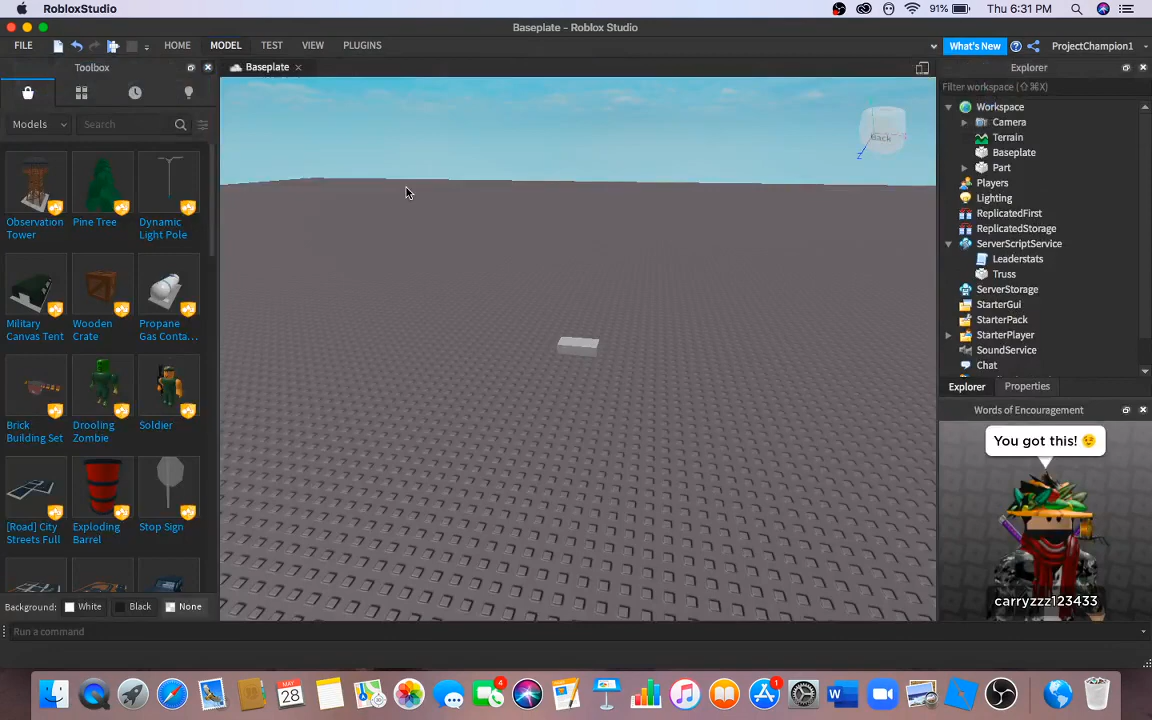 RobloxStudio
91%
Thu 6:31 PM
Baseplate - Roblox Studio
FILE
HOME
MODEL
TEST
VIEW
PLUGINS
What's New
ProjectChampion1
Toolbox
Baseplate
Explorer
Filter workspace (⇧⌘X)
Models
Search
Observation
Tower
Pine Tree
Dynamic
Light Pole
Military
Canvas Tent
Wooden
Crate
Propane
Gas Conta...
Brick
Building Set
Drooling
Zombie
Soldier
[Road] City
Streets Full
Exploding
Barrel
Stop Sign
Background:
White
Black
None
Back
Z
Workspace
Camera
Terrain
Baseplate
Part
Players
Lighting
ReplicatedFirst
ReplicatedStorage
ServerScriptService
Leaderstats
Truss
ServerStorage
StarterGui
StarterPack
StarterPlayer
SoundService
Chat
Explorer
Properties
Words of Encouragement
You got this! 😉
carryzzz123433
Run a command
MAY
28
4
1
W